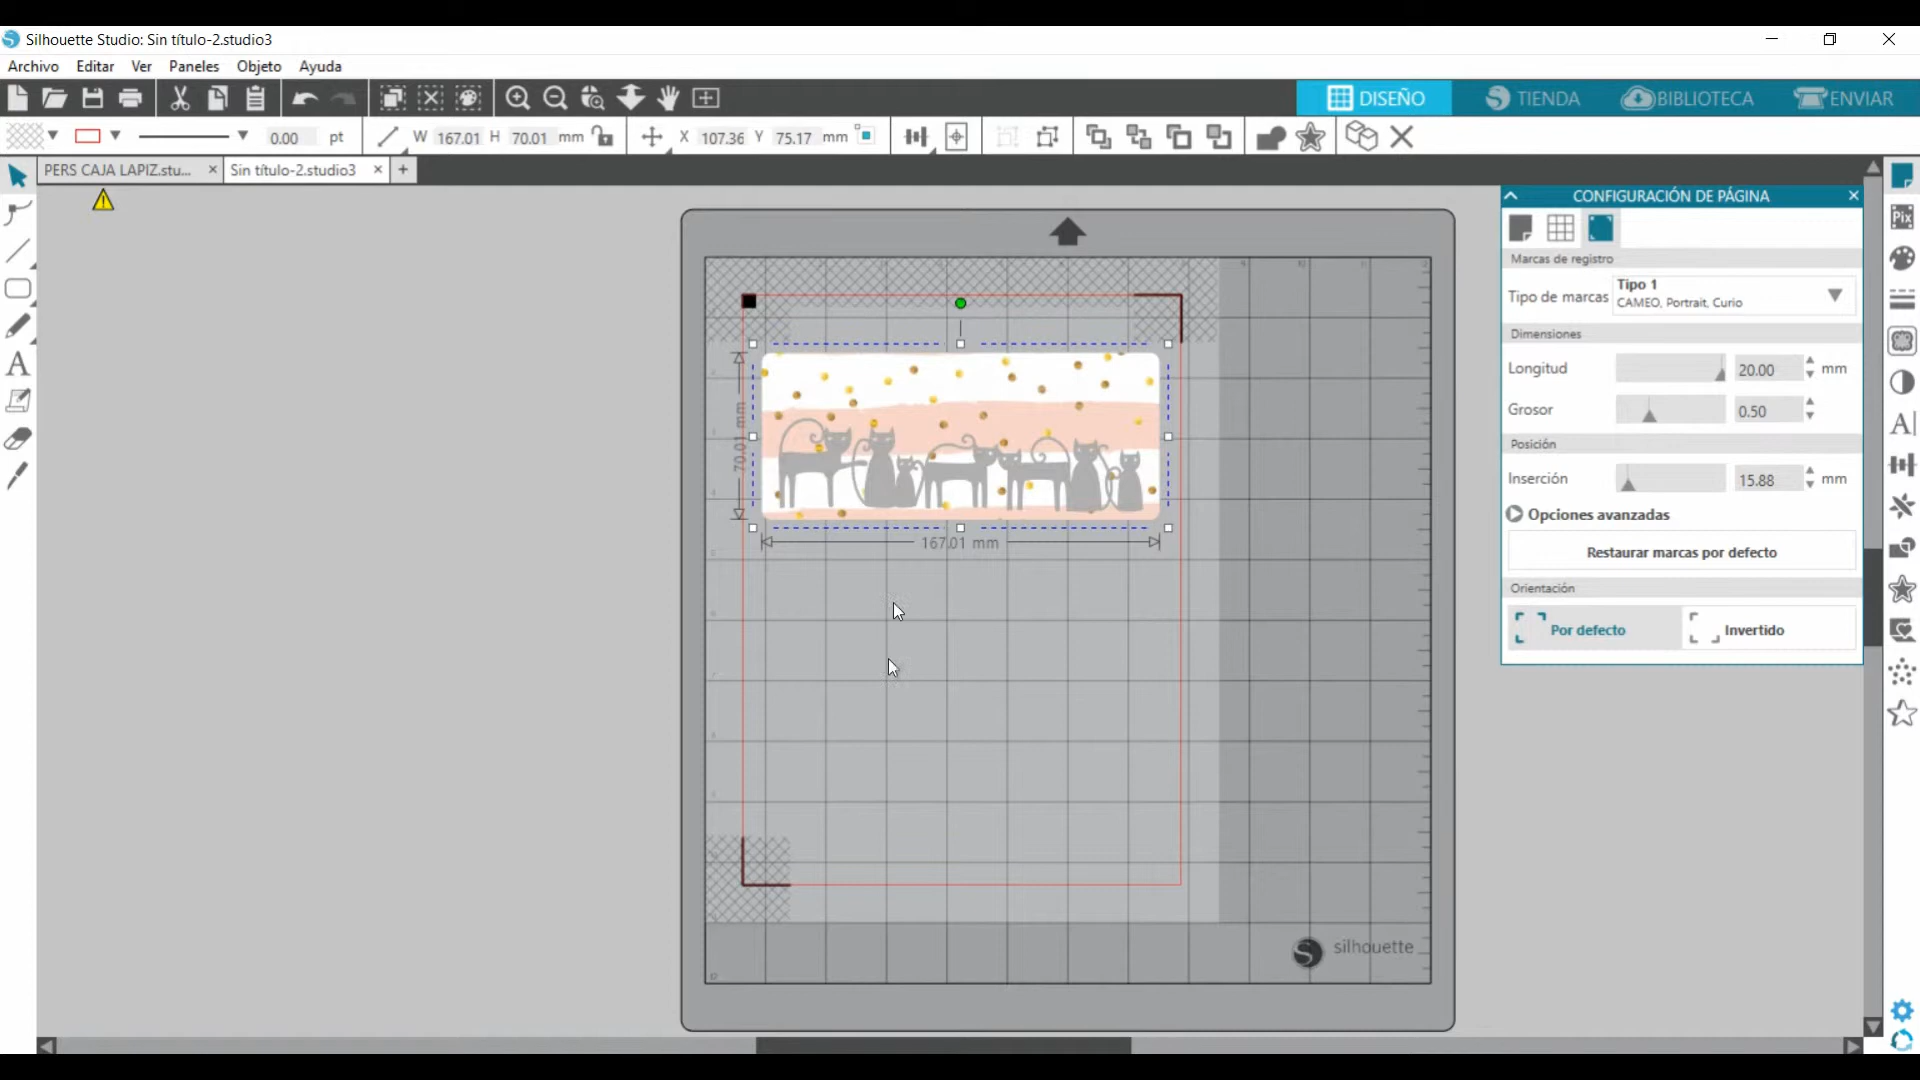 Silhouette Studio: Sin título-2.studio3
Archivo Editar Ver Paneles Objeto Ayuda
DISEÑO TIENDA BIBLIOTECA ENVIAR
0.00 pt W 167.01 H 70.01 mm X 107.36 Y 75.17 mm
PERS CAJA LAPIZ.stu... Sin título-2.studio3
CONFIGURACIÓN DE PÁGINA
Marcas de registro
Tipo de marcas Tipo 1
CAMEO, Portrait, Curio
Dimensiones
Longitud 20.00 mm
Grosor 0.50
Posición
Inserción 15.88 mm
Opciones avanzadas
Restaurar marcas por defecto
Orientación
Por defecto Invertido
70.01 mm
167.01 mm
silhouette
Pix